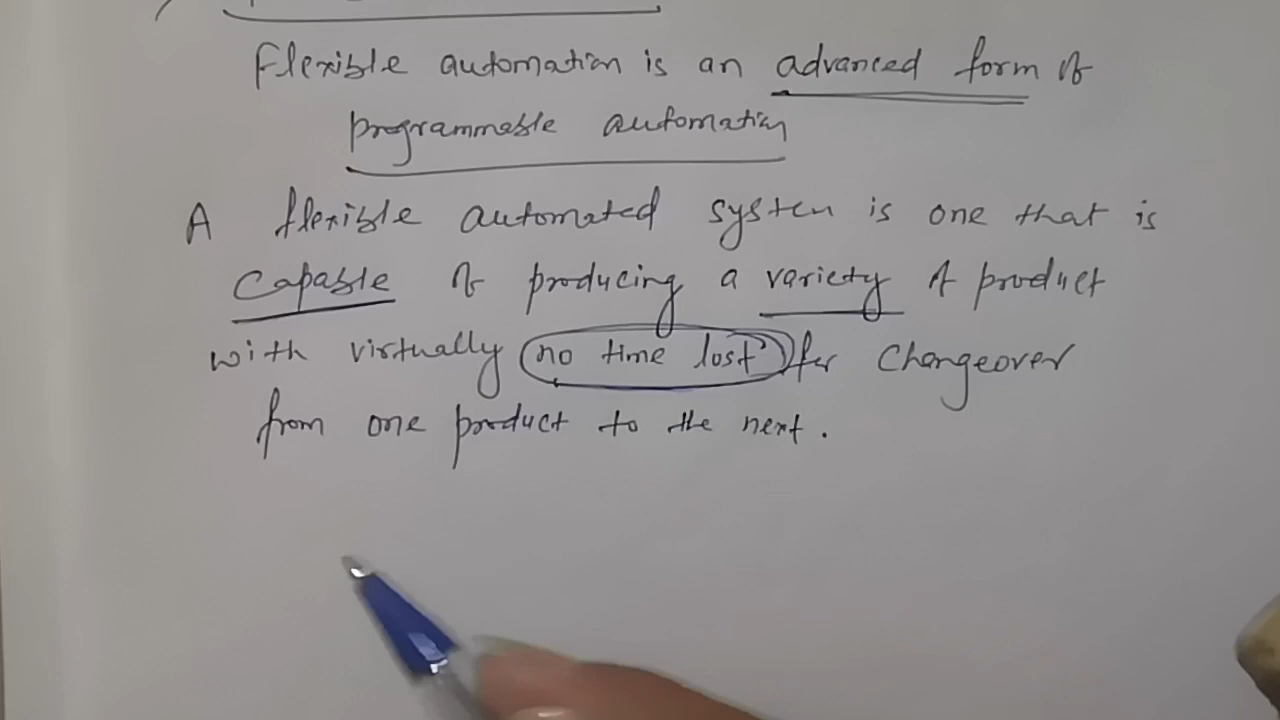 Flexible automation is an advanced form of
programmable automation
A flexible automated system is one that is
capable of producing a variety of product
with virtually no time lost for changeover
from one product to the next.